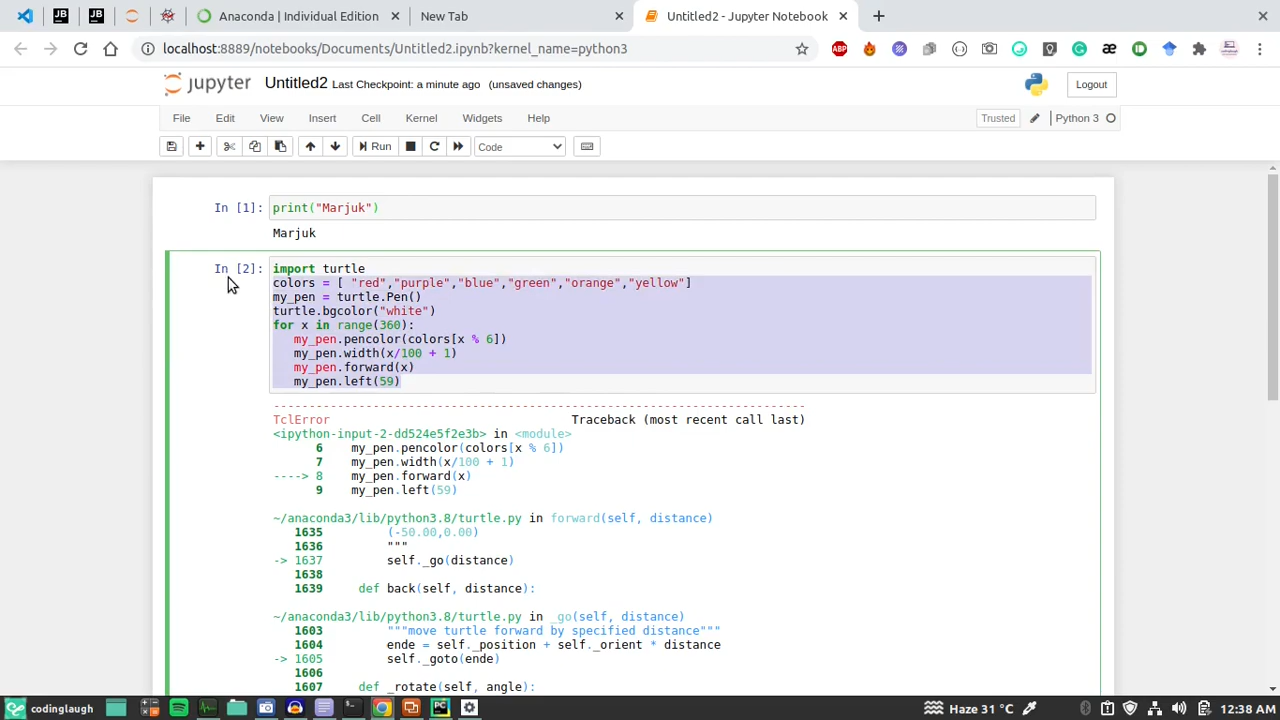 Anaconda | Individual Edition
New Tab
Untitled2 - Jupyter Notebook
localhost:8889/notebooks/Documents/Untitled2.ipynb?kernel_name=python3
ABP
æ
jupyter Untitled2 Last Checkpoint: a minute ago (unsaved changes)
Logout
File Edit View Insert Cell Kernel Widgets Help
Trusted
Python 3
Run
Code
In [1]: print("Marjuk")
Marjuk
In [2]: import turtle
colors = [ "red","purple","blue","green","orange","yellow"]
my_pen = turtle.Pen()
turtle.bgcolor("white")
for x in range(360):
my_pen.pencolor(colors[x % 6])
my_pen.width(x/100 + 1)
my_pen.forward(x)
my_pen.left(59)
---------------------------------------------------------------------------
TclError Traceback (most recent call last)
<ipython-input-2-dd524e5f2e3b> in <module>
6 my_pen.pencolor(colors[x % 6])
7 my_pen.width(x/100 + 1)
----> 8 my_pen.forward(x)
9 my_pen.left(59)
~/anaconda3/lib/python3.8/turtle.py in forward(self, distance)
1635 (-50.00,0.00)
1636 """
-> 1637 self._go(distance)
1638
1639 def back(self, distance):
~/anaconda3/lib/python3.8/turtle.py in _go(self, distance)
1603 """move turtle forward by specified distance"""
1604 ende = self._position + self._orient * distance
-> 1605 self._goto(ende)
1606
1607 def _rotate(self, angle):
codinglaugh
Haze 31 °C
12:38 AM